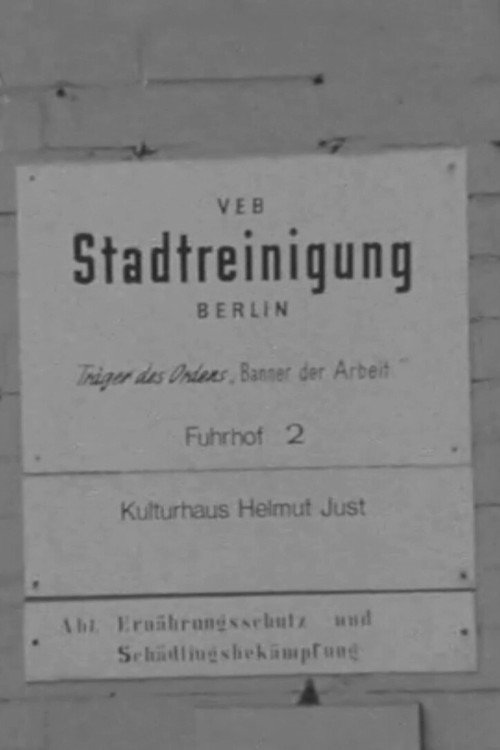 VEB
Stadtreinigung
BERLIN
Träger des Ordens „Banner der Arbeit"
Fuhrhof 2
Kulturhaus Helmut Just
Abt. Ernährungsschutz und
Schädlingsbekämpfung